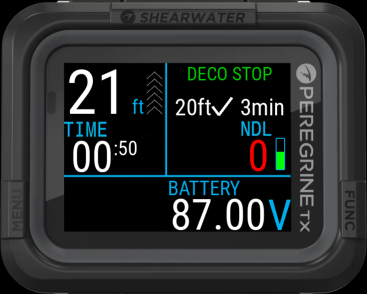 SHEARWATER
DECO STOP
21 ft
20ft✓ 3min
TIME
NDL
00:50
0
BATTERY
87.00V
MENU
FUNC
PEREGRINE TX